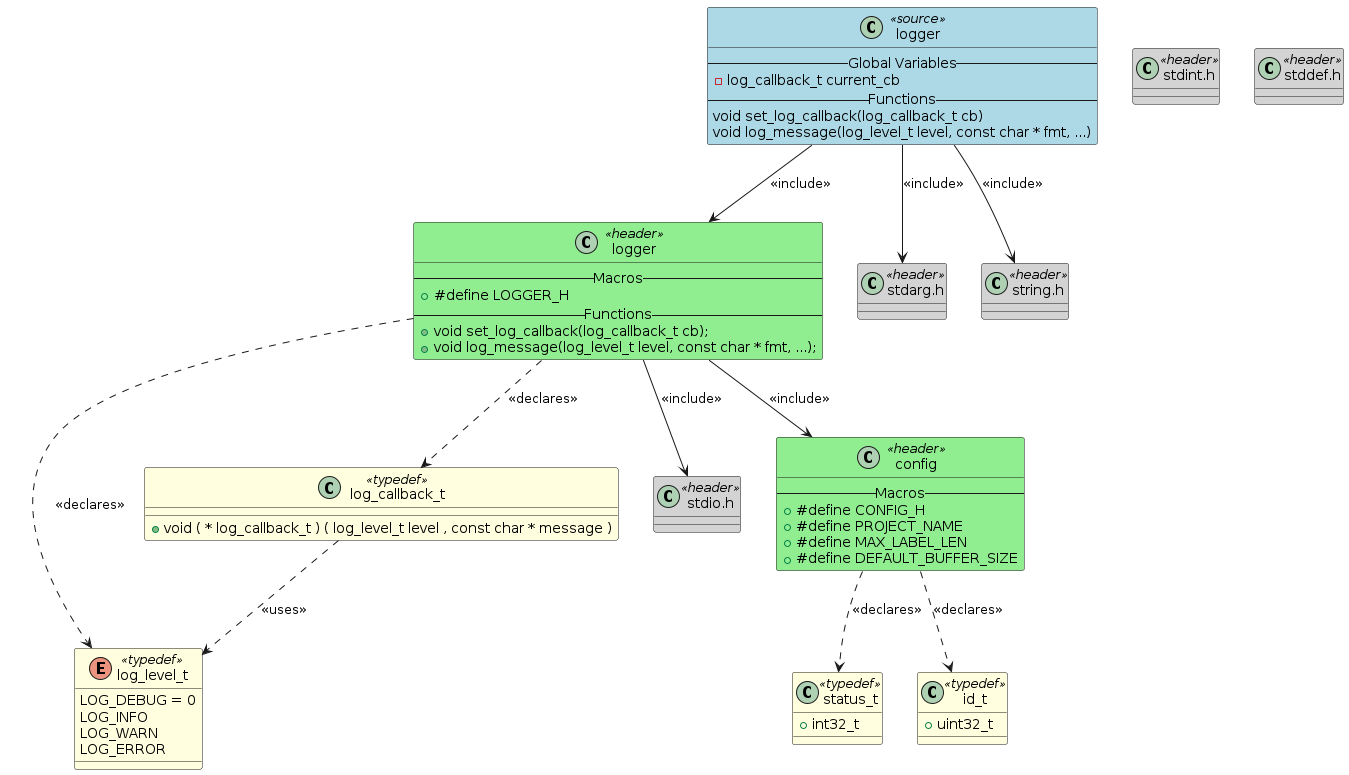 C «source»
logger
Global Variables
log_callback_t current_cb
Functions
void set_log_callback(log_callback_t cb)
void log_message(log_level_t level, const char * fmt, ...)
C «header»
stdint.h
C «header»
stddef.h
«include»
«include»
«include»
C «header»
logger
Macros
#define LOGGER_H
Functions
void set_log_callback(log_callback_t cb);
void log_message(log_level_t level, const char * fmt, ...);
C «header»
stdarg.h
C «header»
string.h
«declares»
«include»
«include»
«declares»
C «typedef»
log_callback_t
void ( * log_callback_t ) ( log_level_t level , const char * message )
C «header»
stdio.h
C «header»
config
Macros
#define CONFIG_H
#define PROJECT_NAME
#define MAX_LABEL_LEN
#define DEFAULT_BUFFER_SIZE
«uses»
«declares»
«declares»
E «typedef»
log_level_t
LOG_DEBUG = 0
LOG_INFO
LOG_WARN
LOG_ERROR
C «typedef»
status_t
int32_t
C «typedef»
id_t
uint32_t